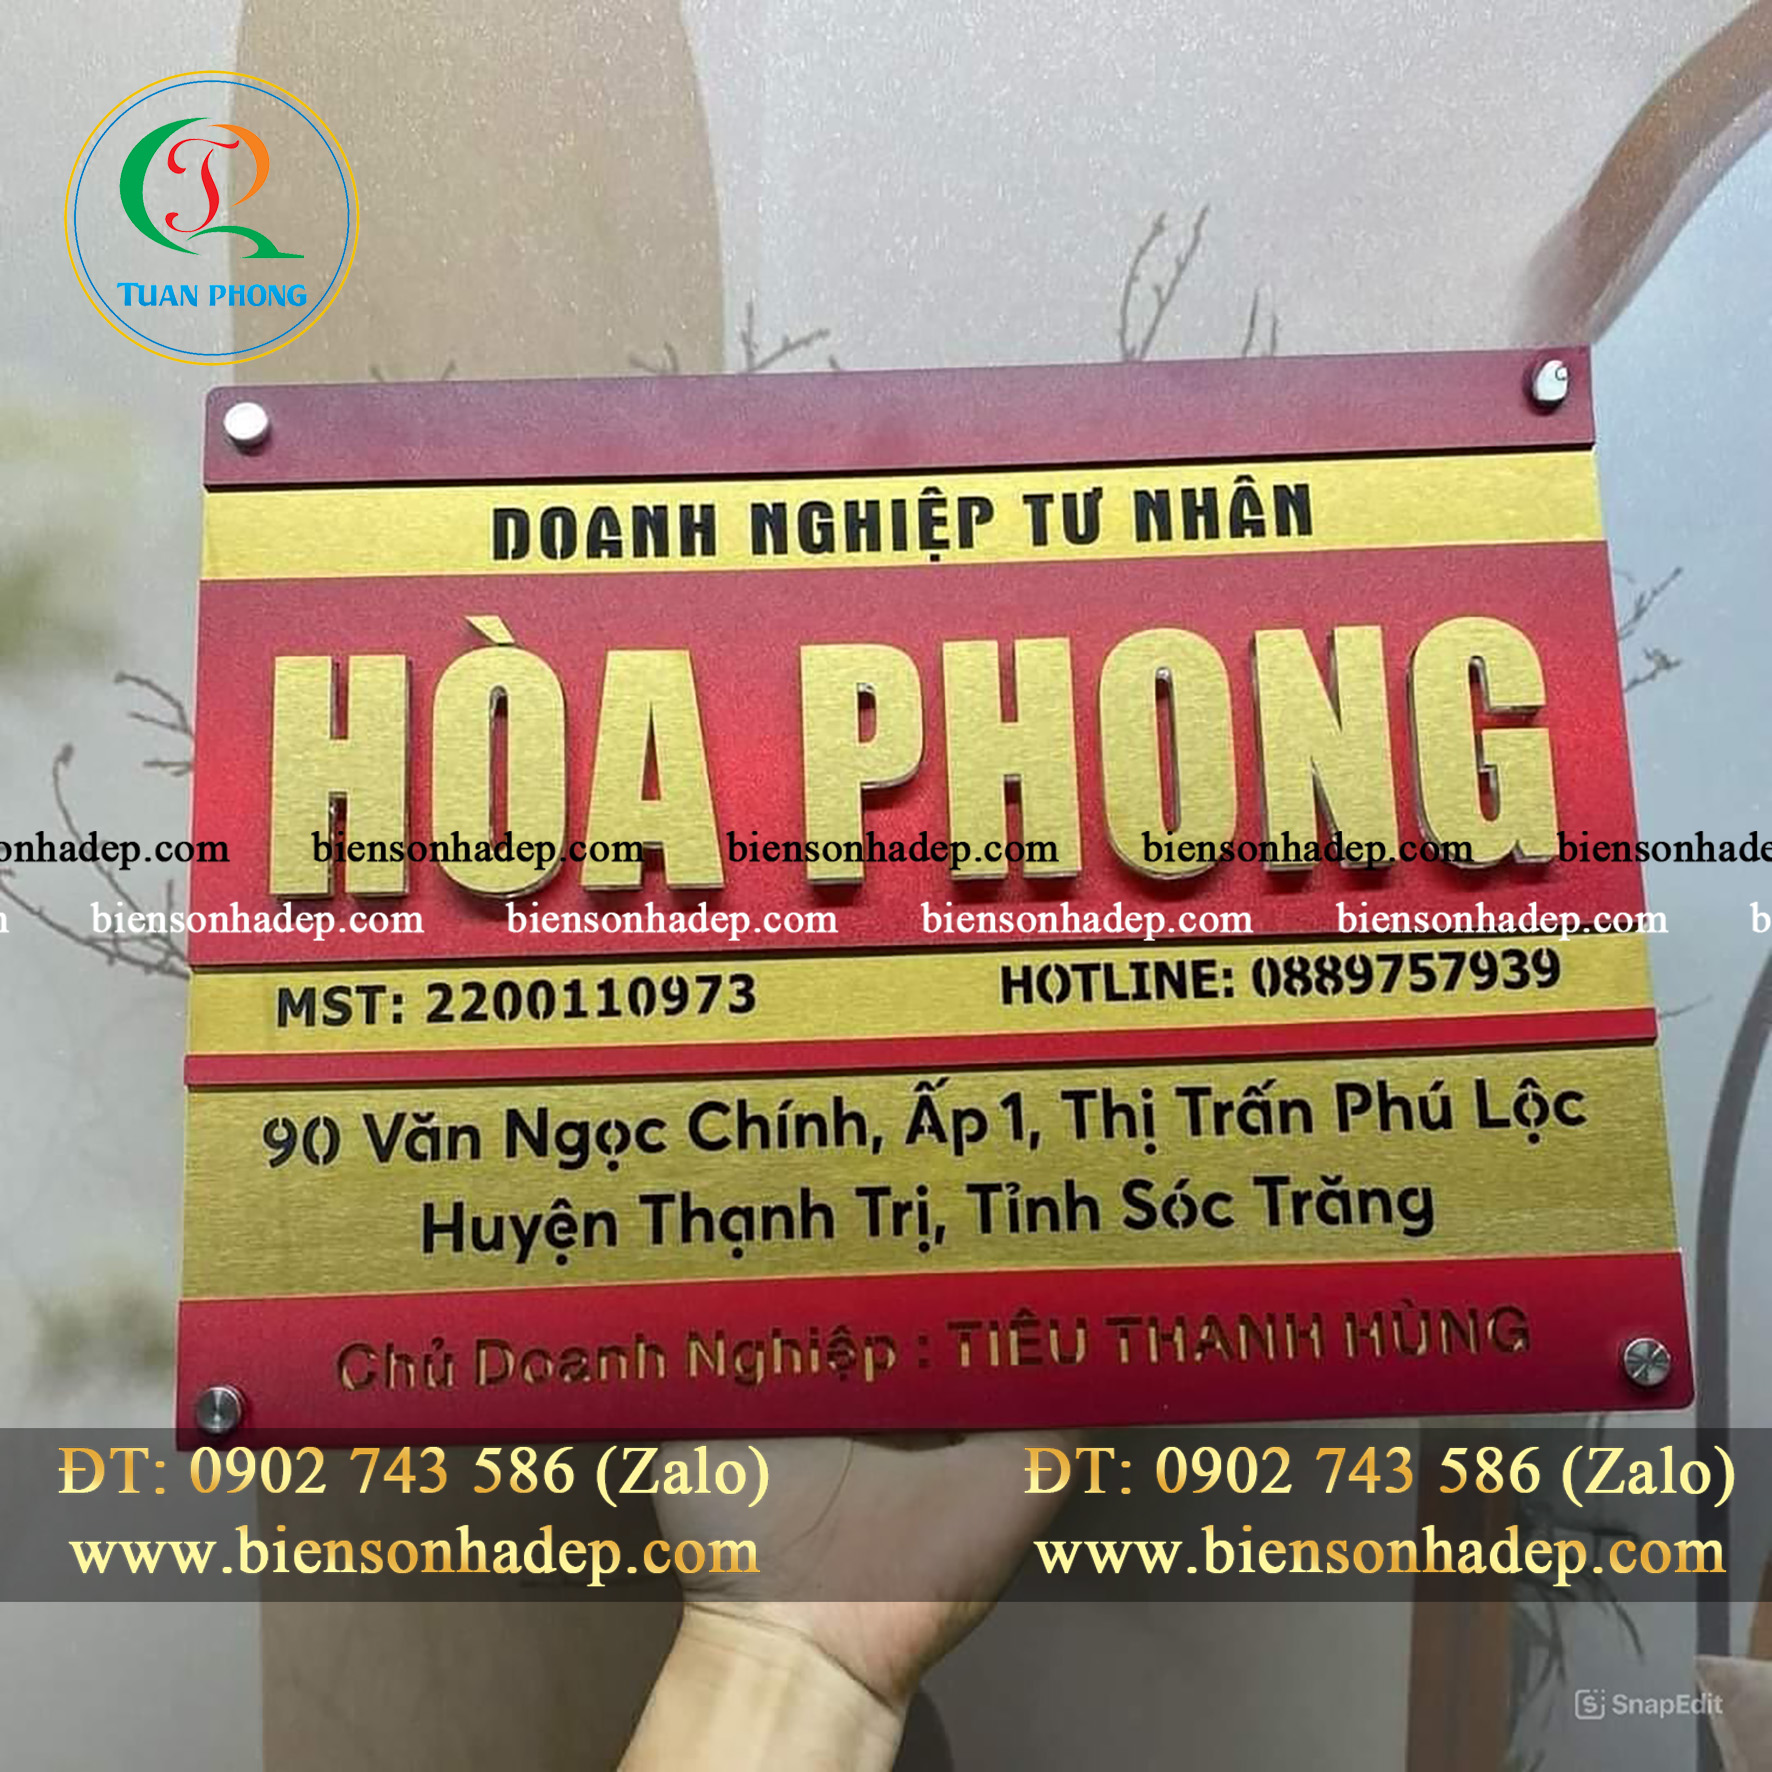 TUAN PHONG
DOANH NGHIỆP TƯ NHÂN
HÒA PHONG
biensonhadep.com biensonhadep.com biensonhadep.com
biensonhadep.com biensonhadep.com biensonhadep.com biensonhadep.com
MST: 2200110973 HOTLINE: 0889757939
90 Văn Ngọc Chính, Ấp 1, Thị Trấn Phú Lộc
Huyện Thạnh Trị, Tỉnh Sóc Trăng
Chủ Doanh Nghiệp : TIÊU THANH HÙNG
ĐT: 0902 743 586 (Zalo) ĐT: 0902 743 586 (Zalo)
www.biensonhadep.com www.biensonhadep.com
SnapEdit